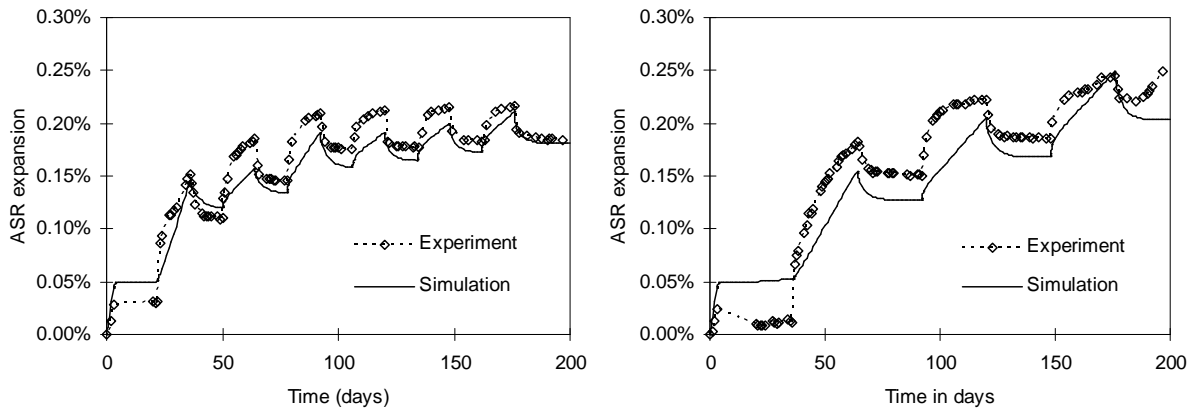 0.30%
0.25%
0.20%
0.15%
0.10%
0.05%
0.00%
ASR expansion
0 50 100 150 200
Time (days)
Experiment
Simulation
0.30%
0.25%
0.20%
0.15%
0.10%
0.05%
0.00%
ASR expansion
0 50 100 150 200
Time in days
Experiment
Simulation